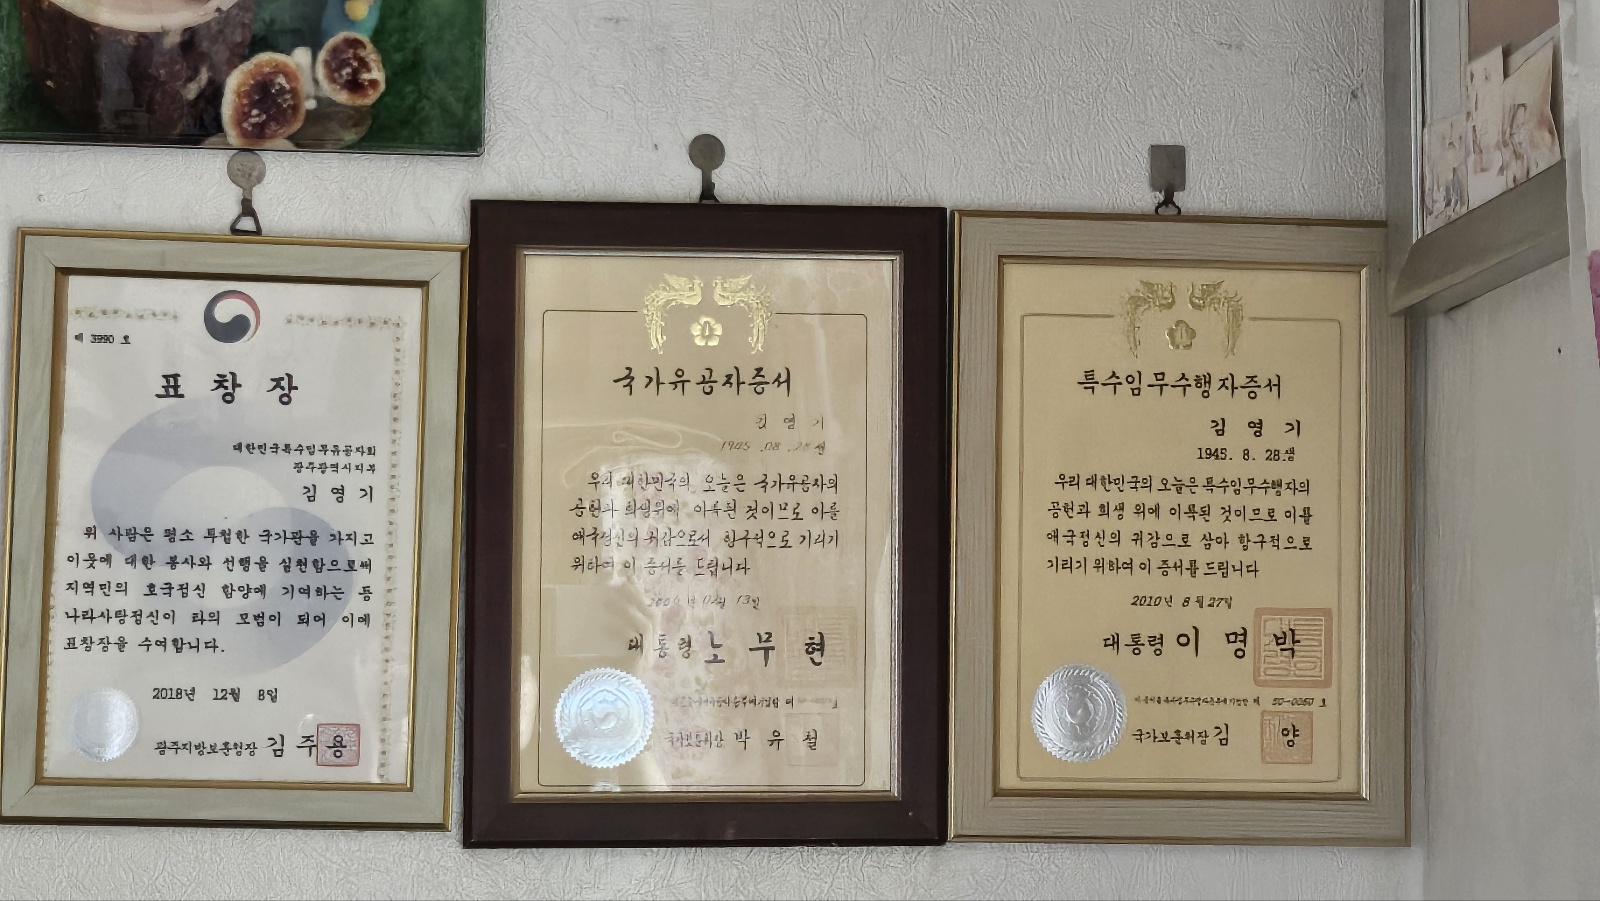 제 3990 호
표창장
대한민국특수임무유공자회
광주광역시지부
김영기
위 사람은 평소 특월한 국가관을 가지고
이웃에 대한 봉사와 선행을 실천함으로써
지역민의 호국정신 함양에 기여하는 등
나라사랑정신이 타의 모범이 되어 이에
표창장을 수여합니다.
2018년 12월 8일
광주지방보훈청장 김주용
국가유공자증서
김영기
1945.08.28생
우리 대한민국의 오늘은 국가유공자의
공헌과 희생위에 이룩된 것이므로 이를
애국정신의 귀감으로서 항구적으로 기리기
위하여 이 증서를 드립니다
13일
대통령 노무현
국가보훈처장 박유철
특수임무수행자증서
김영기
1945. 8. 28생
우리 대한민국의 오늘은 특수임무수행자의
공헌과 희생 위에 이룩된 것이므로 이를
애국정신의 귀감으로 삼아 항구적으로
기리기 위하여 이 증서를 드립니다
2010년 8월 27일
대통령 이명박
제 50-0050 호
국가보훈처장 김양